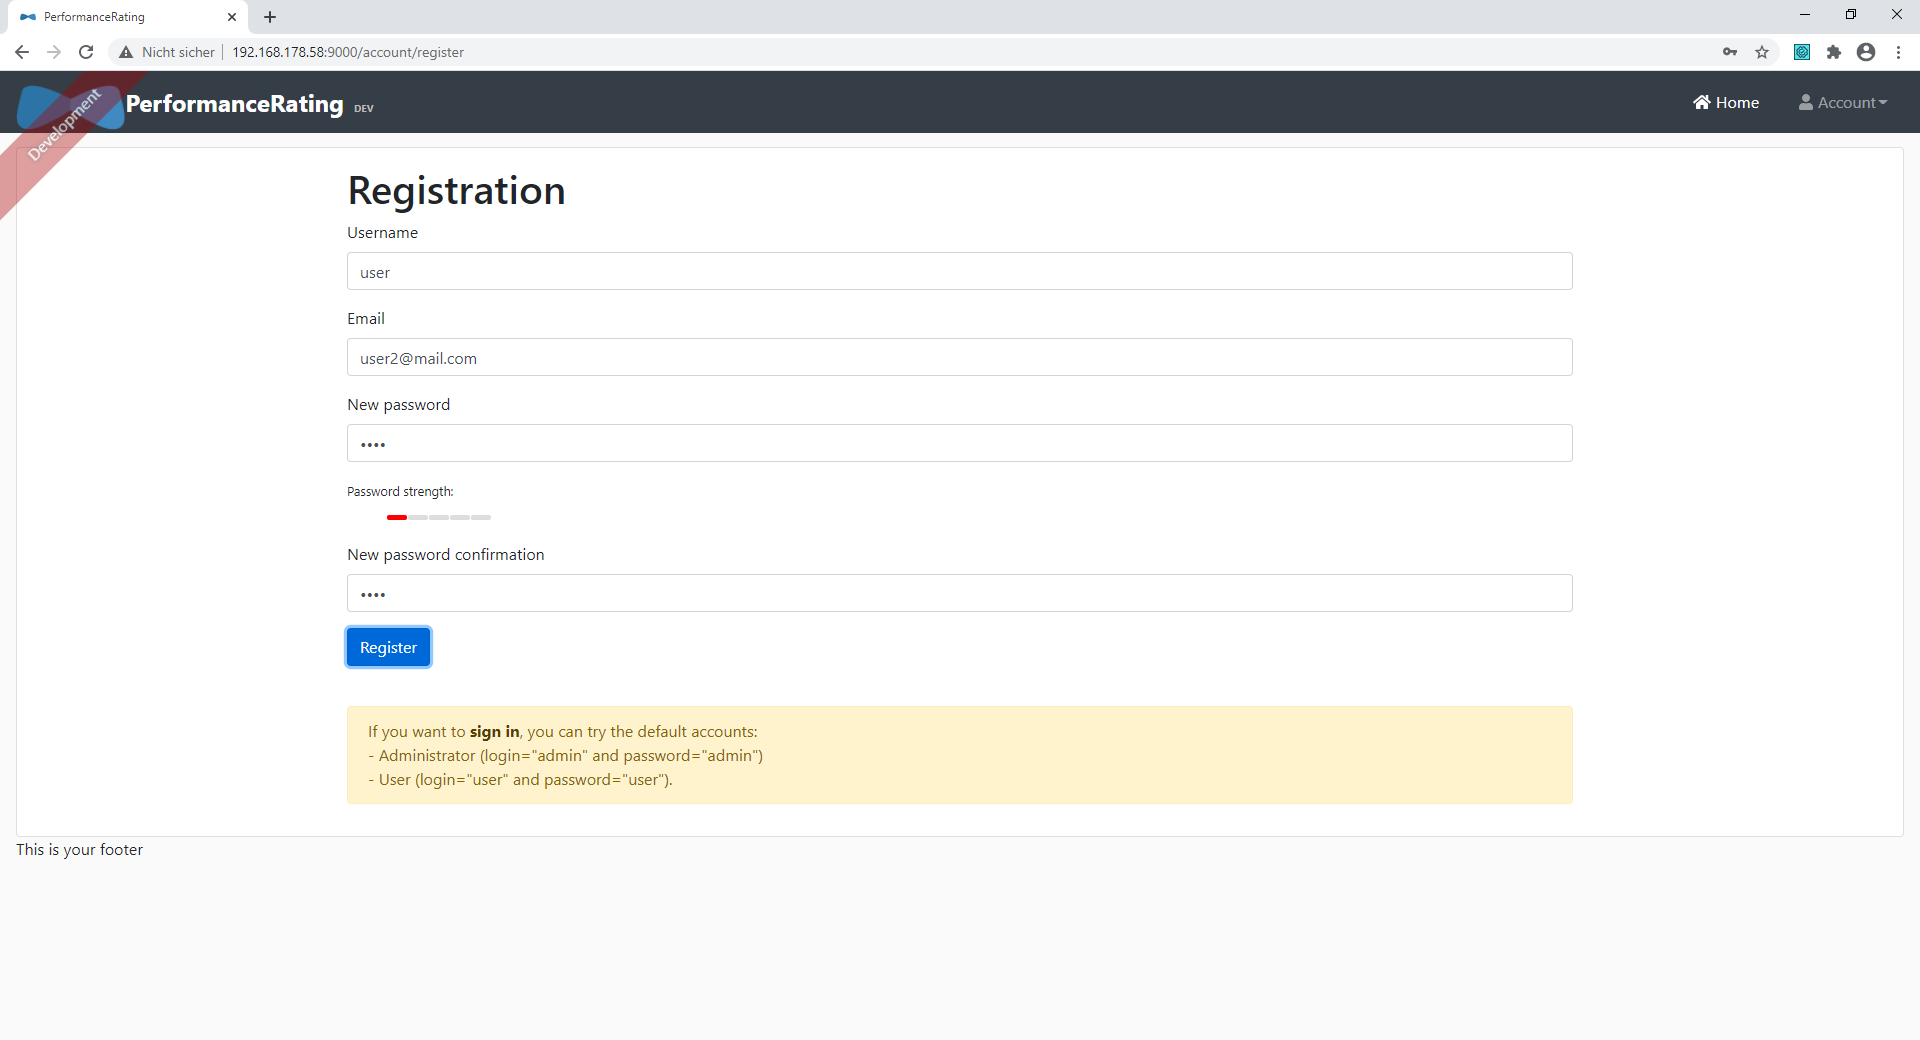 PerformanceRating
Nicht sicher 192.168.178.58:9000/account/register
Development
PerformanceRating DEV
Home
Account
Registration
Username
user
Email
user2@mail.com
New password
••••
Password strength:
New password confirmation
••••
Register
If you want to sign in, you can try the default accounts:
- Administrator (login="admin" and password="admin")
- User (login="user" and password="user").
This is your footer